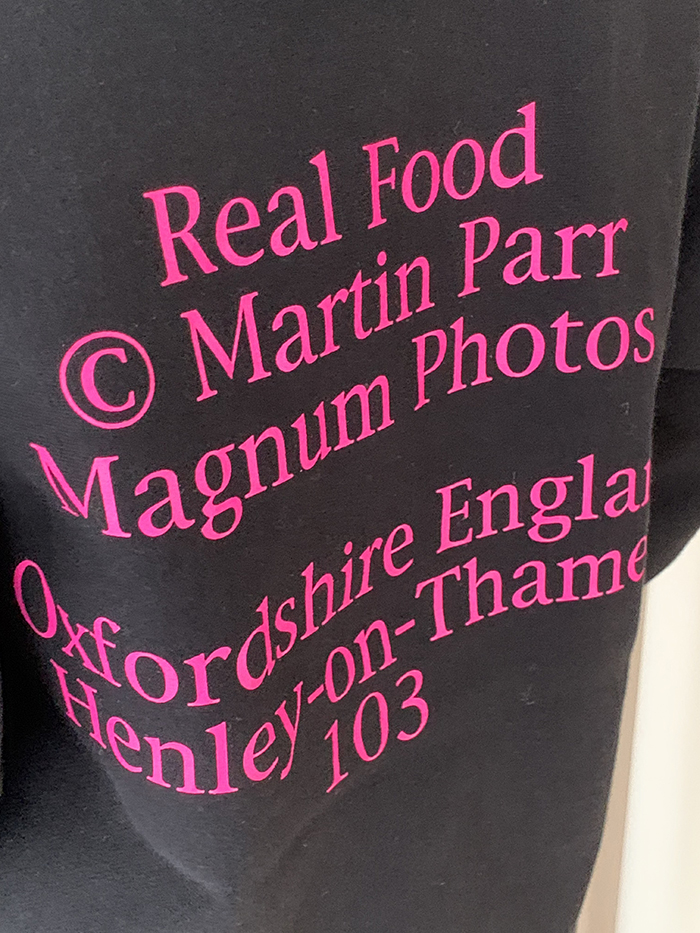 Real Food
© Martin Parr
Magnum Photos
Oxfordshire Englan
Henley-on-Thame
103